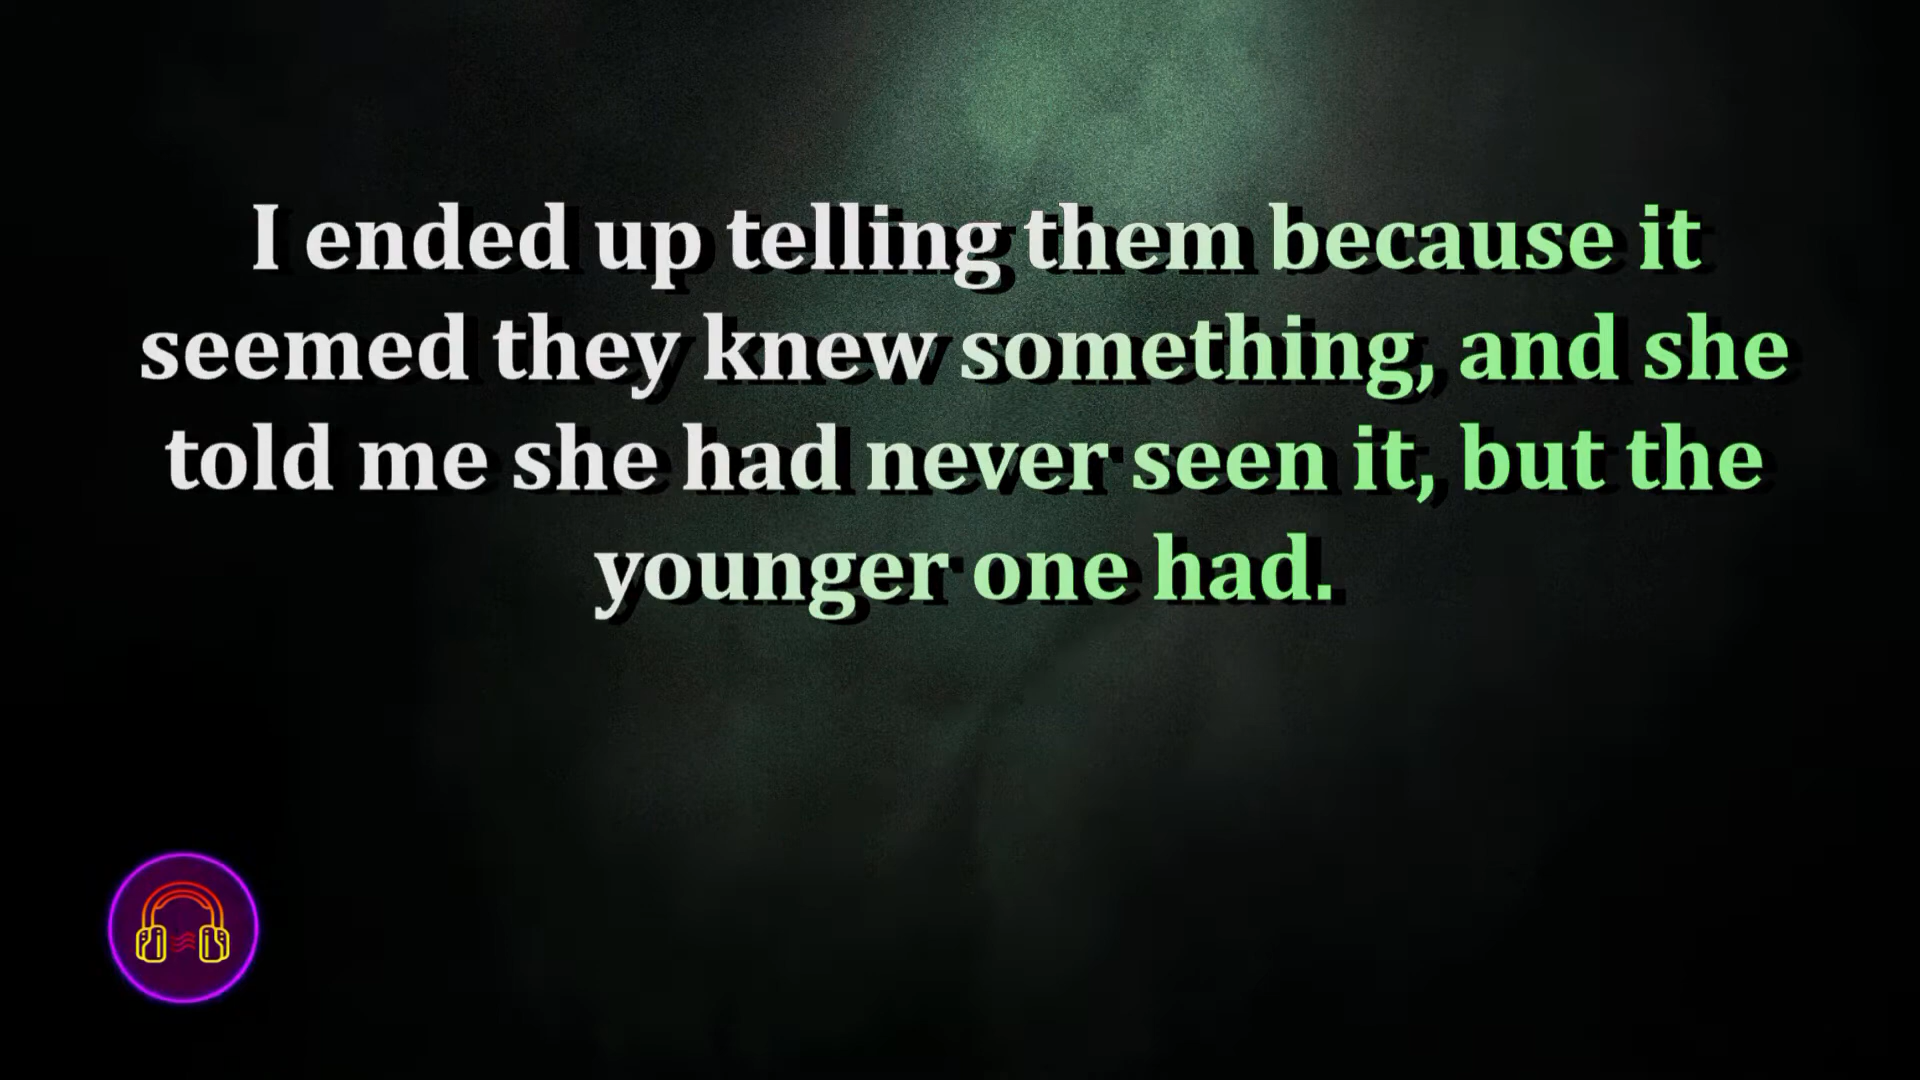 I ended up telling them because it
seemed they knew something, and she
told me she had never seen it, but the
younger one had.